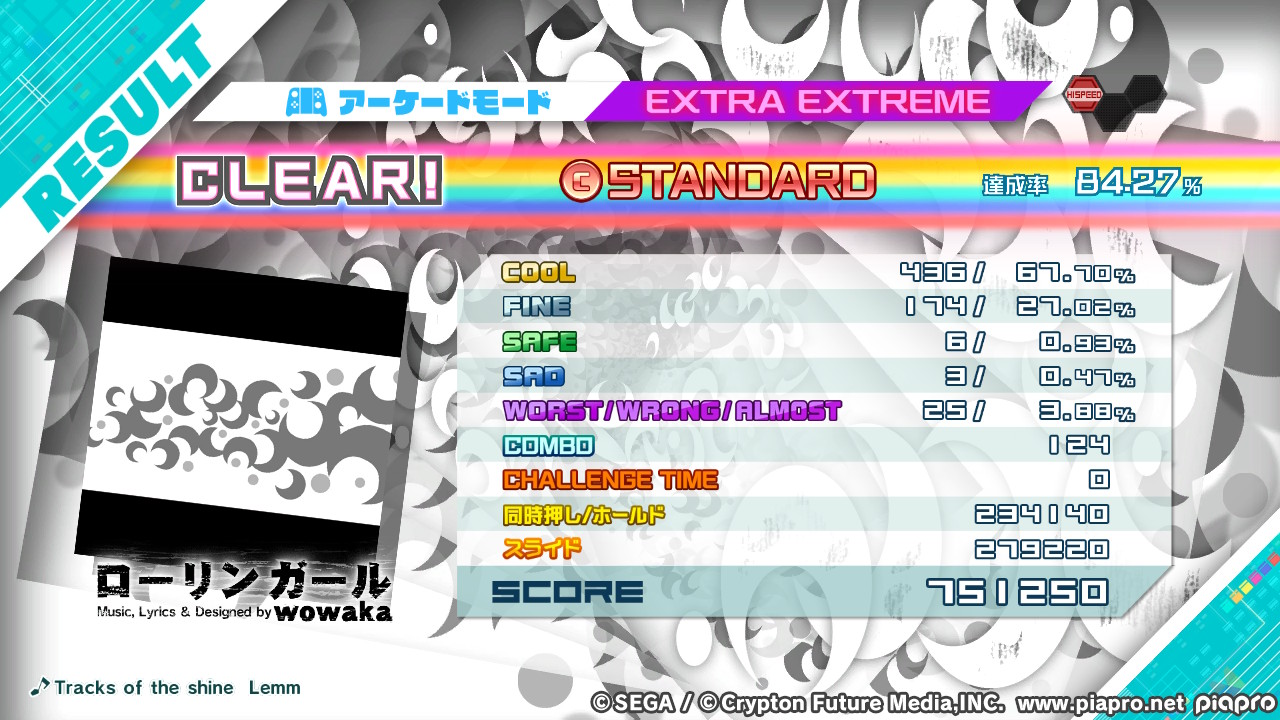 RESULT
アーケードモード EXTRA EXTREME HISPEED
CLEAR! C STANDARD 達成率 84.27%
COOL 436/ 67.70%
FINE 174/ 27.02%
SAFE 6/ 0.93%
SAD 3/ 0.47%
WORST/WRONG/ALMOST 25/ 3.88%
COMBO 124
CHALLENGE TIME 0
同時押し/ホールド 234140
スライド 279220
SCORE 751250
ローリンガール
Music, Lyrics & Designed by wowaka
♪Tracks of the shine Lemm
©SEGA / ©Crypton Future Media,INC. www.piapro.net piapro